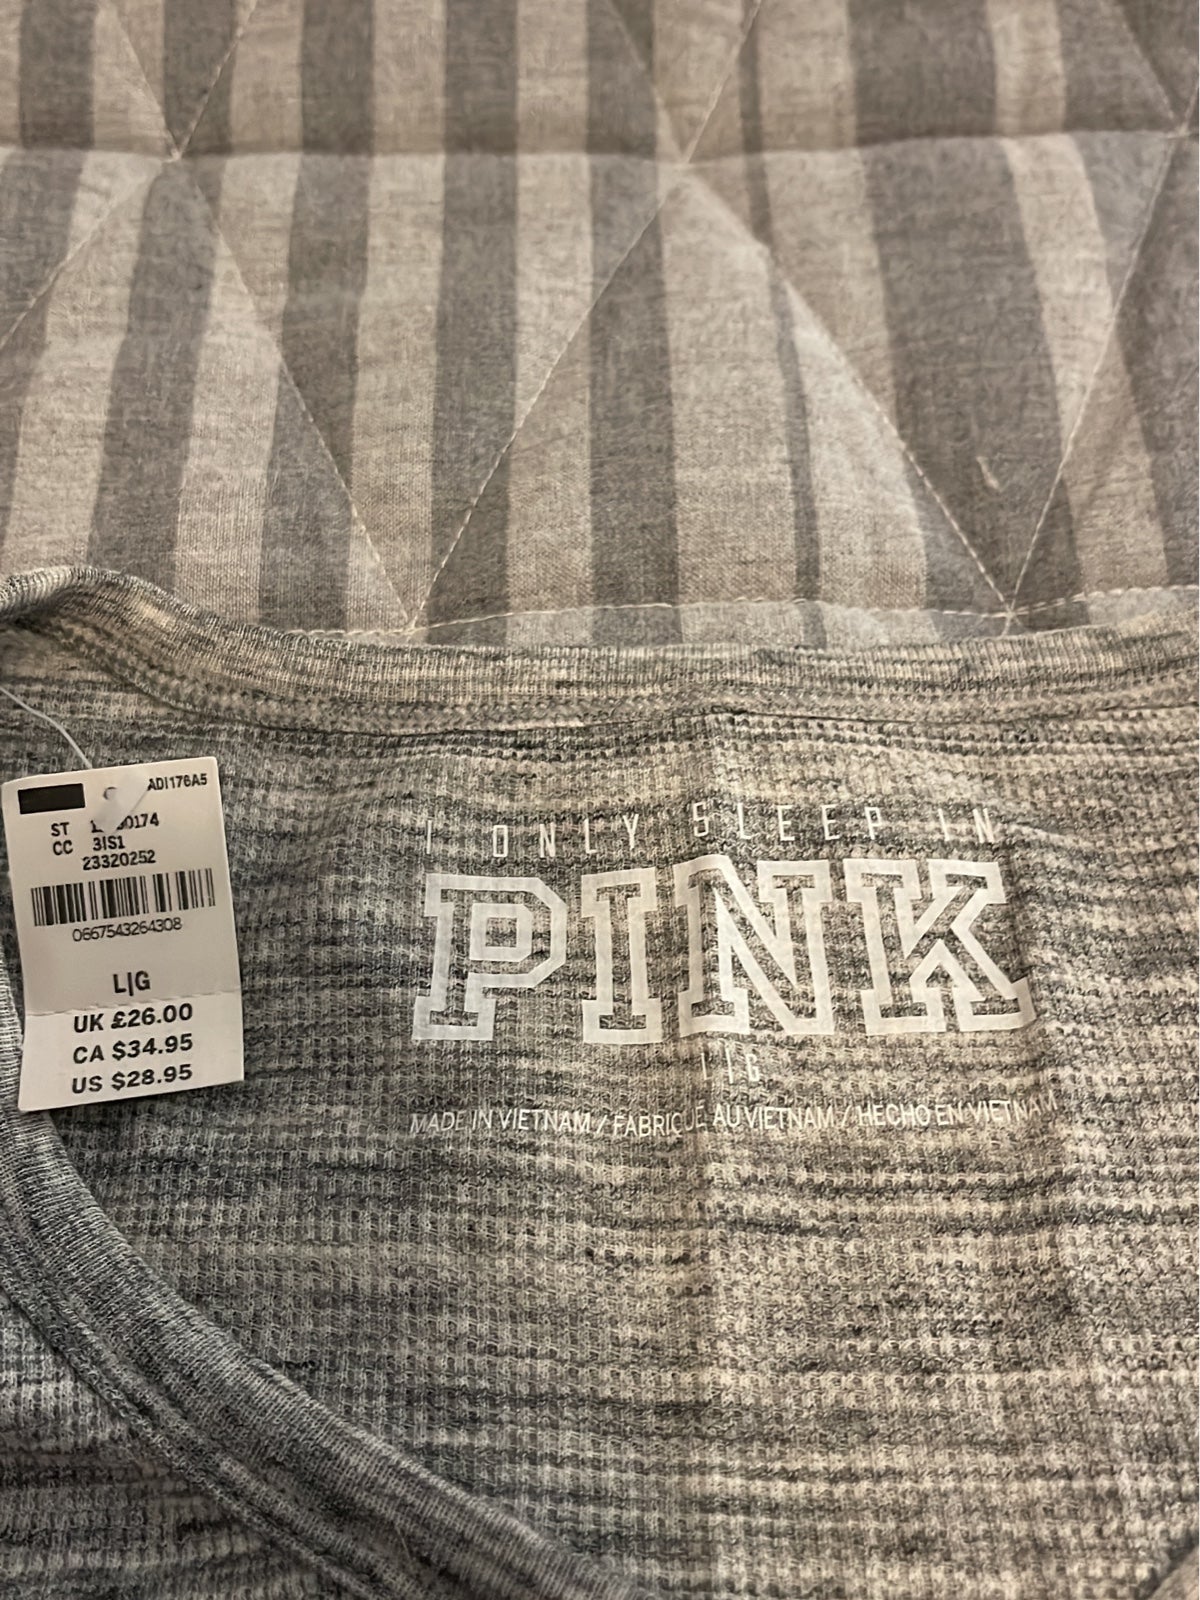 ADI176A5
ST
CC 3IS1
23320252
0667543264308
L|G
UK £26.00
CA $34.95
US $28.95
I ONLY SLEEP IN
PINK
L|G
MADE IN VIETNAM / FABRIQUÉ AU VIETNAM / HECHO EN VIETNAM